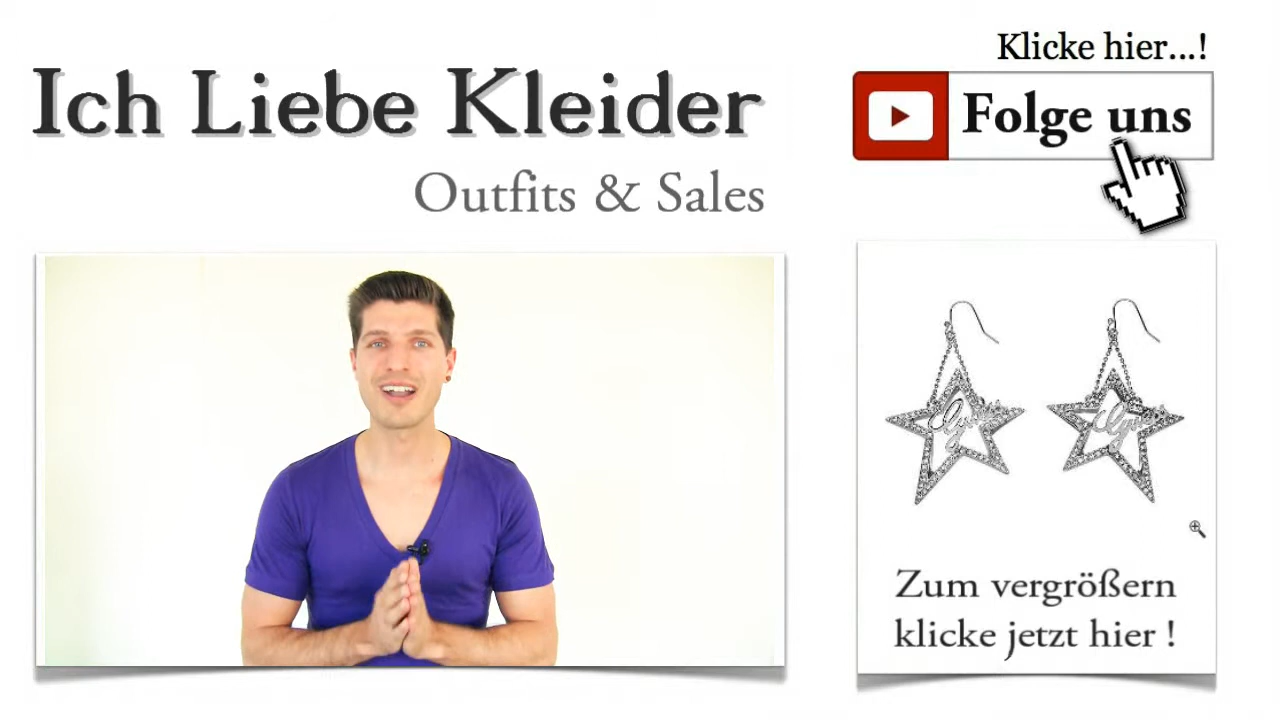 Ich Liebe Kleider
Outfits & Sales
Klicke hier...!
Folge uns
Zum vergrößern
klicke jetzt hier !